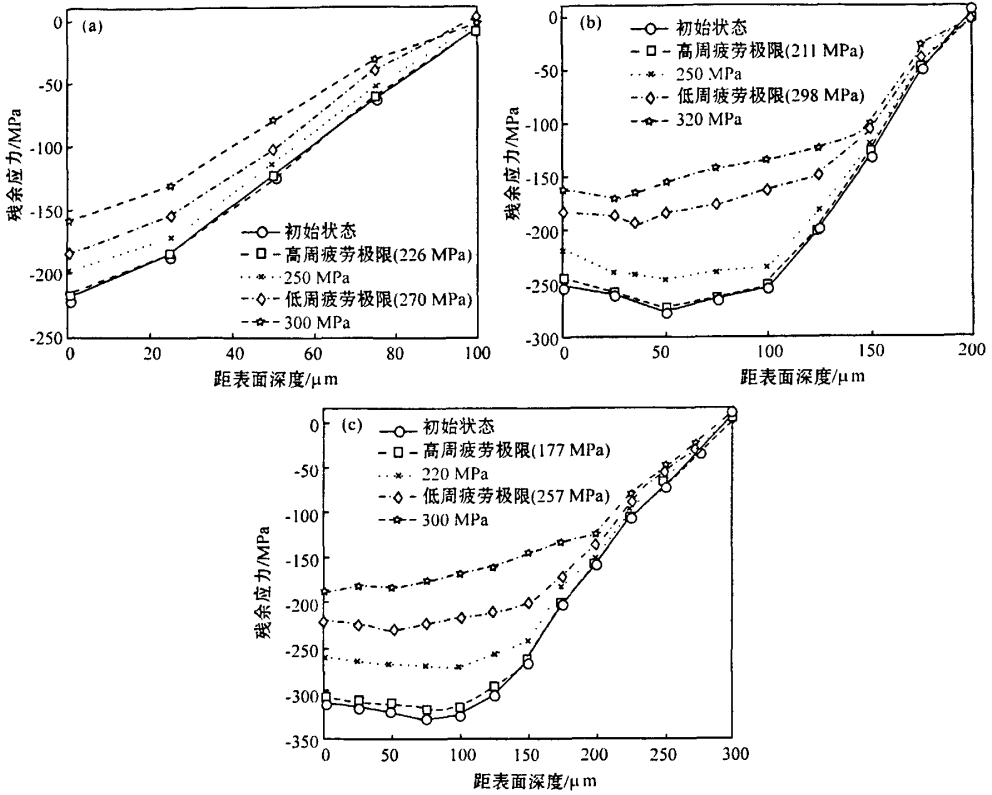 (a)
0
-50
-100
-150
-200
-250
残余应力/MPa
初始状态
高周疲劳极限(226 MPa)
250 MPa
低周疲劳极限(270 MPa)
300 MPa
0 20 40 60 80 100
距表面深度/μm
(b)
0
-50
-100
-150
-200
-250
-300
残余应力/MPa
初始状态
高周疲劳极限(211 MPa)
250 MPa
低周疲劳极限(298 MPa)
320 MPa
0 50 100 150 200
距表面深度/μm
(c)
0
-50
-100
-150
-200
-250
-300
-350
残余应力/MPa
初始状态
高周疲劳极限(177 MPa)
220 MPa
低周疲劳极限(257 MPa)
300 MPa
0 50 100 150 200 250 300
距表面深度/μm